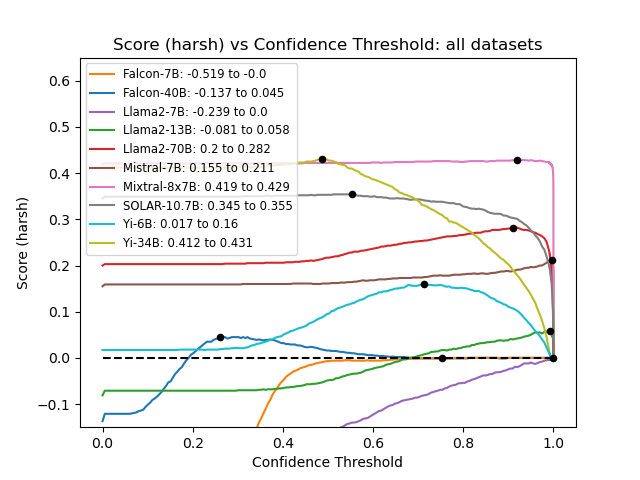 Score (harsh) vs Confidence Threshold: all datasets
Falcon-7B: -0.519 to -0.0
Falcon-40B: -0.137 to 0.045
Llama2-7B: -0.239 to 0.0
Llama2-13B: -0.081 to 0.058
Llama2-70B: 0.2 to 0.282
Mistral-7B: 0.155 to 0.211
Mixtral-8x7B: 0.419 to 0.429
SOLAR-10.7B: 0.345 to 0.355
Yi-6B: 0.017 to 0.16
Yi-34B: 0.412 to 0.431
Score (harsh)
0.6
0.5
0.4
0.3
0.2
0.1
0.0
−0.1
0.0
0.2
0.4
0.6
0.8
1.0
Confidence Threshold